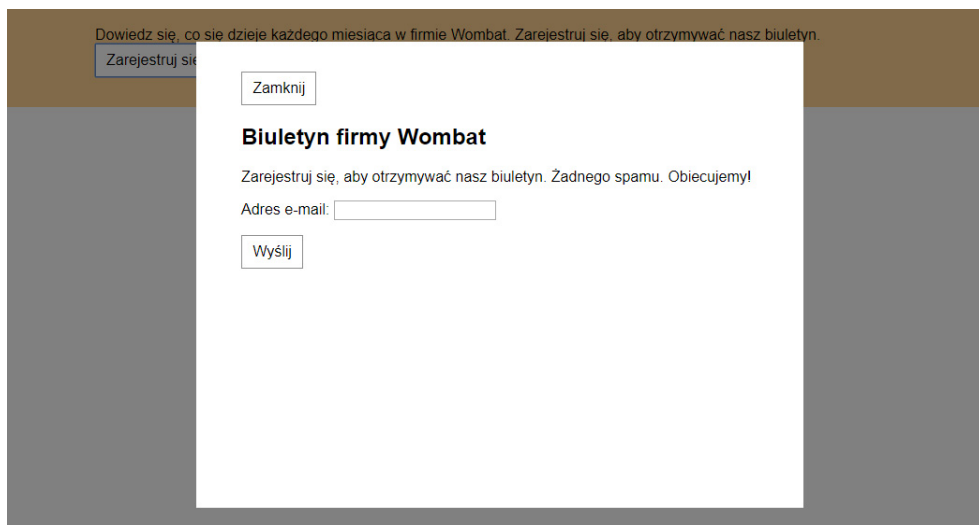 Dowiedz się, co się dzieje każdego miesiąca w firmie Wombat. Zarejestruj się, aby otrzymywać nasz biuletyn.
Zarejestruj się
Zamknij
Biuletyn firmy Wombat
Zarejestruj się, aby otrzymywać nasz biuletyn. Żadnego spamu. Obiecujemy!
Adres e-mail:
Wyślij